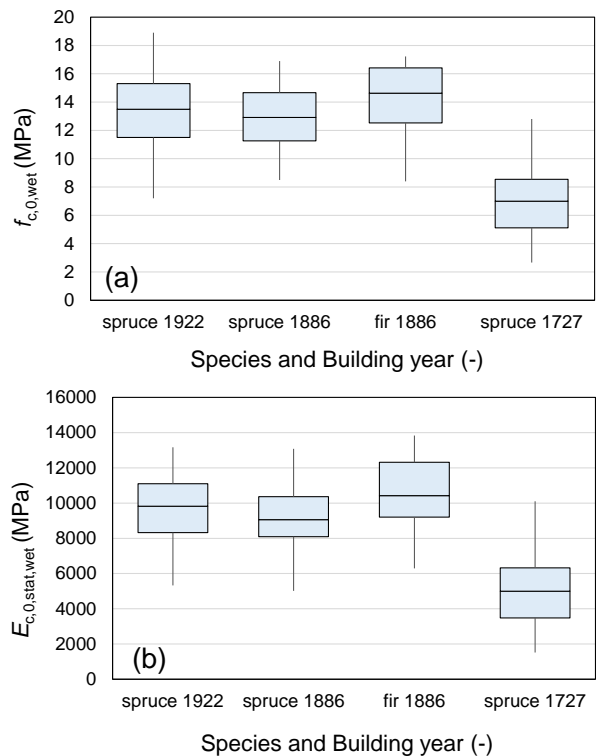 20
18
16
14
12
10
8
6
4
2
0
f c,0,wet (MPa)
(a)
spruce 1922 spruce 1886 fir 1886 spruce 1727
Species and Building year (-)
16000
14000
12000
10000
8000
6000
4000
2000
0
E c,0,stat,wet (MPa)
(b)
spruce 1922 spruce 1886 fir 1886 spruce 1727
Species and Building year (-)